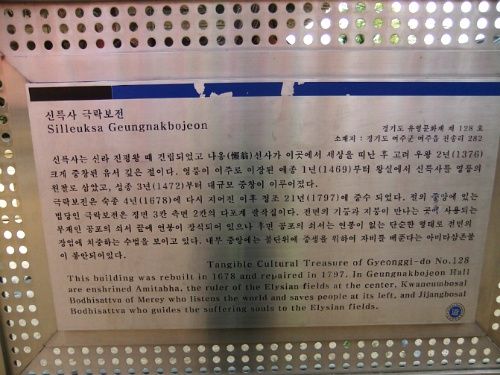 신륵사 극락보전
Silleuksa Geungnakbojeon
경기도 유형문화재 제 128 호
소재지 : 경기도 여주군 여주읍 천송리 282
신륵사는 신라 진평왕 때 건립되었고 나옹(懶翁)선사가 이곳에서 세상을 떠난 후 고려 우왕 2년(1376)
크게 중창된 유서 깊은 절이다. 영릉이 여주로 이장된 예종 1년(1469)부터 왕실에서 신륵사를 영릉의
원찰로 삼았고, 성종 3년(1472)부터 대규모 중창이 이루어졌다.
극락보전은 숙종 4년(1678)에 다시 지어진 이후 정조 21년(1797)에 중수 되었다. 절의 중앙에 있는
법당인 극락보전은 정면 3칸 측면 2칸의 다포계 팔작집이다. 전면의 기둥과 지붕이 만나는 곳에 사용되는
부재인 공포의 쇠서 끝에 연봉이 장식되어 있으나 후면 공포의 쇠서는 연봉이 없는 단순한 형태로 전면의
장엄에 치중하는 수법을 보이고 있다. 내부 중앙에는 불단위에 중생을 위하여 자비를 베푼다는 아미타삼존불
이 봉안되어있다.
Tangible Cultural Treasure of Gyeonggi-do No.128
This building was rebuilt in 1678 and repaired in 1797. In Geungnakbojeon Hall
are enshrined Amitabha, the ruler of the Elysian fields at the center, Kwaneumbosal
Bodhisattva of Mercy who listens the world and saves people at its left, and Jijangbosal
Bodhisattva who guides the suffering souls to the Elysian fields.